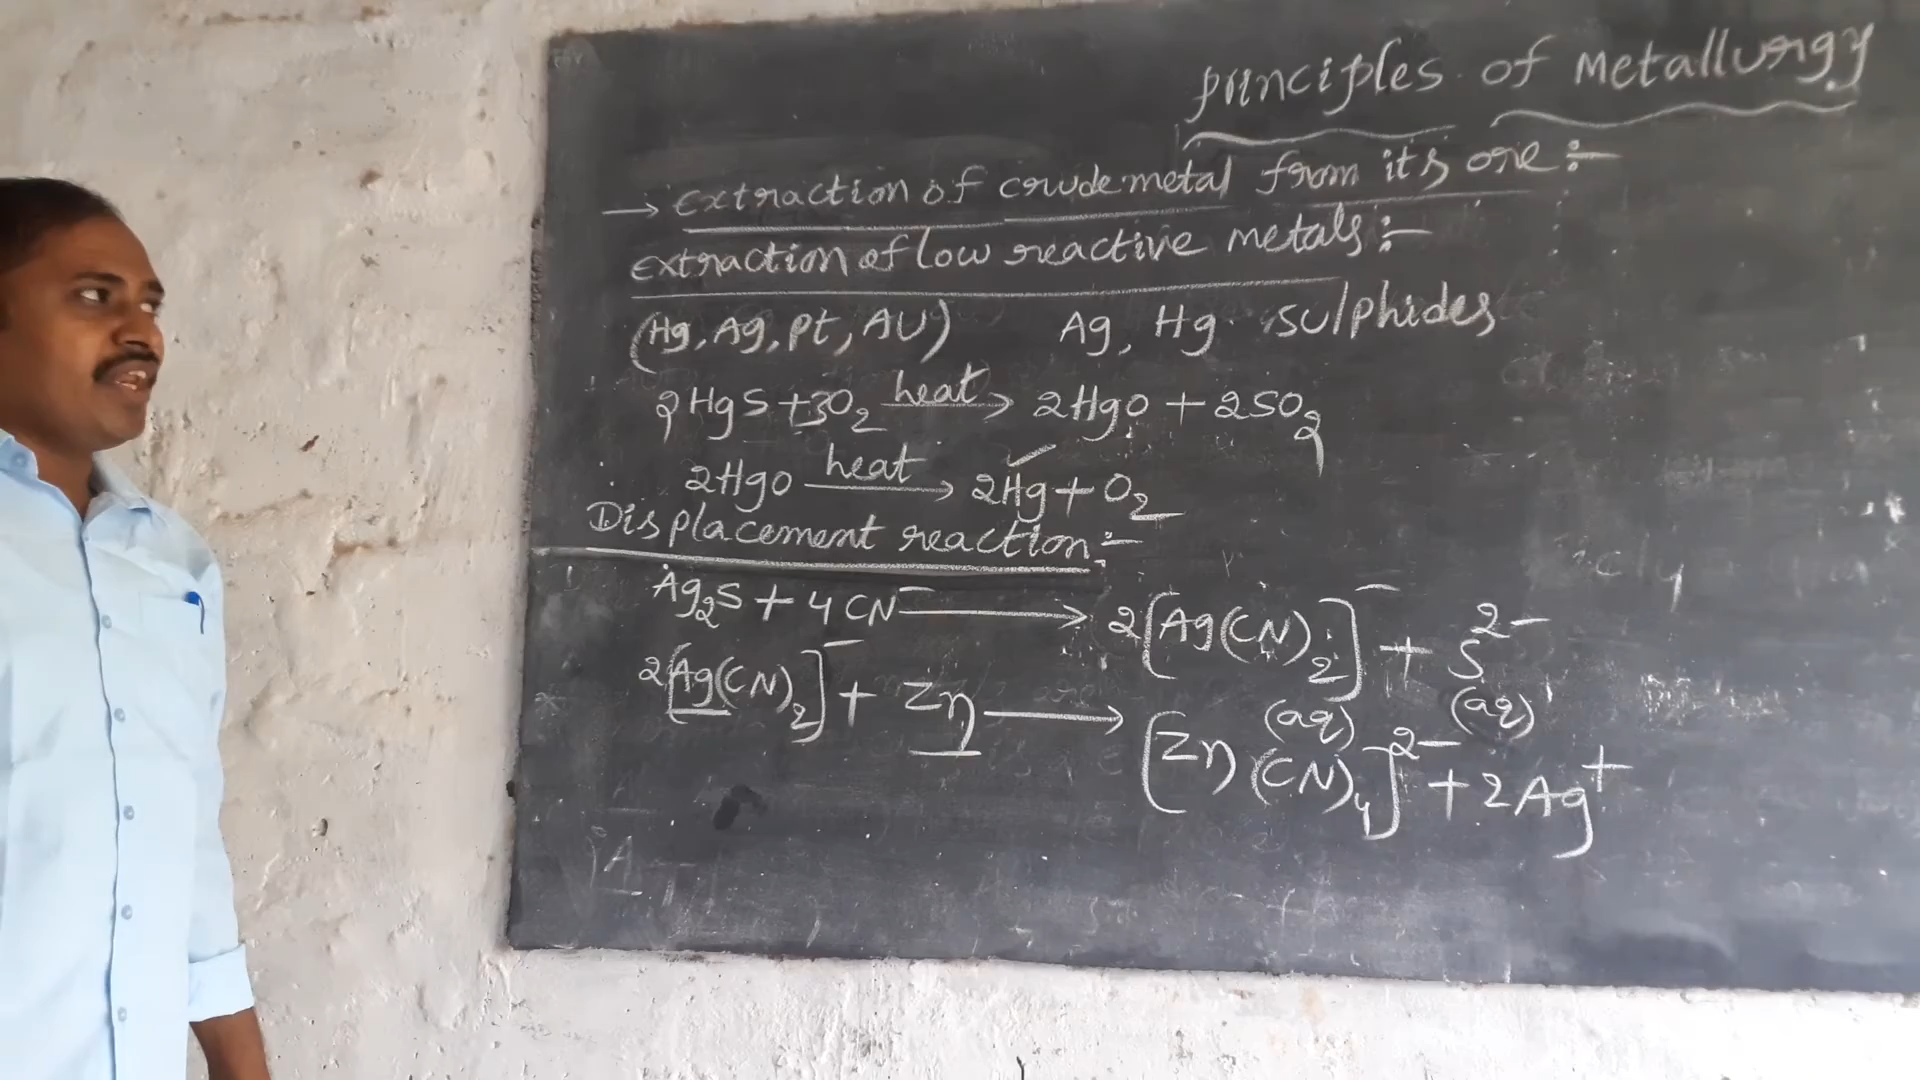 principles of Metallurgy
→ extraction of crude metal from its ore :-
extraction of low reactive metals :-
(Hg, Ag, Pt, AU) Ag, Hg sulphides
2HgS + 3O₂ heat→ 2HgO + 2SO₂
2HgO heat→ 2Hg + O₂
Displacement reaction :-
Ag₂S + 4CN⁻ → 2[Ag(CN)₂]⁻ + S²⁻
(aq) (aq)
2[Ag(CN)₂]⁻ + Zn → [Zn(CN)₄]²⁻ + 2Ag⁺